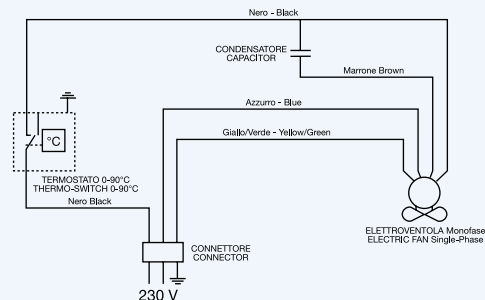 Nero - Black
CONDENSATORE
CAPACITOR
Marrone Brown
Azzurro - Blue
Giallo/Verde - Yellow/Green
°C
TERMOSTATO 0-90°C
THERMO-SWITCH 0-90°C
Nero Black
ELETTROVENTOLA Monofase
ELECTRIC FAN Single-Phase
CONNETTORE
CONNECTOR
230 V